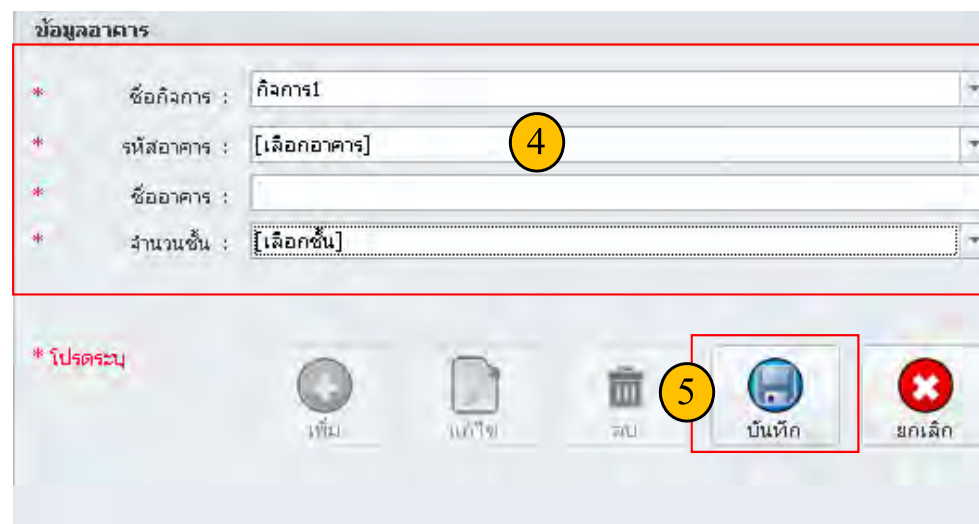 ข้อมูลอาคาร
* ชื่อกิจการ : กิจการ1
* รหัสอาคาร : [เลือกอาคาร]
4
* ชื่ออาคาร :
* จำนวนชั้น : [เลือกชั้น]
* โปรดระบุ
5
เพิ่ม แก้ไข ลบ บันทึก ยกเลิก